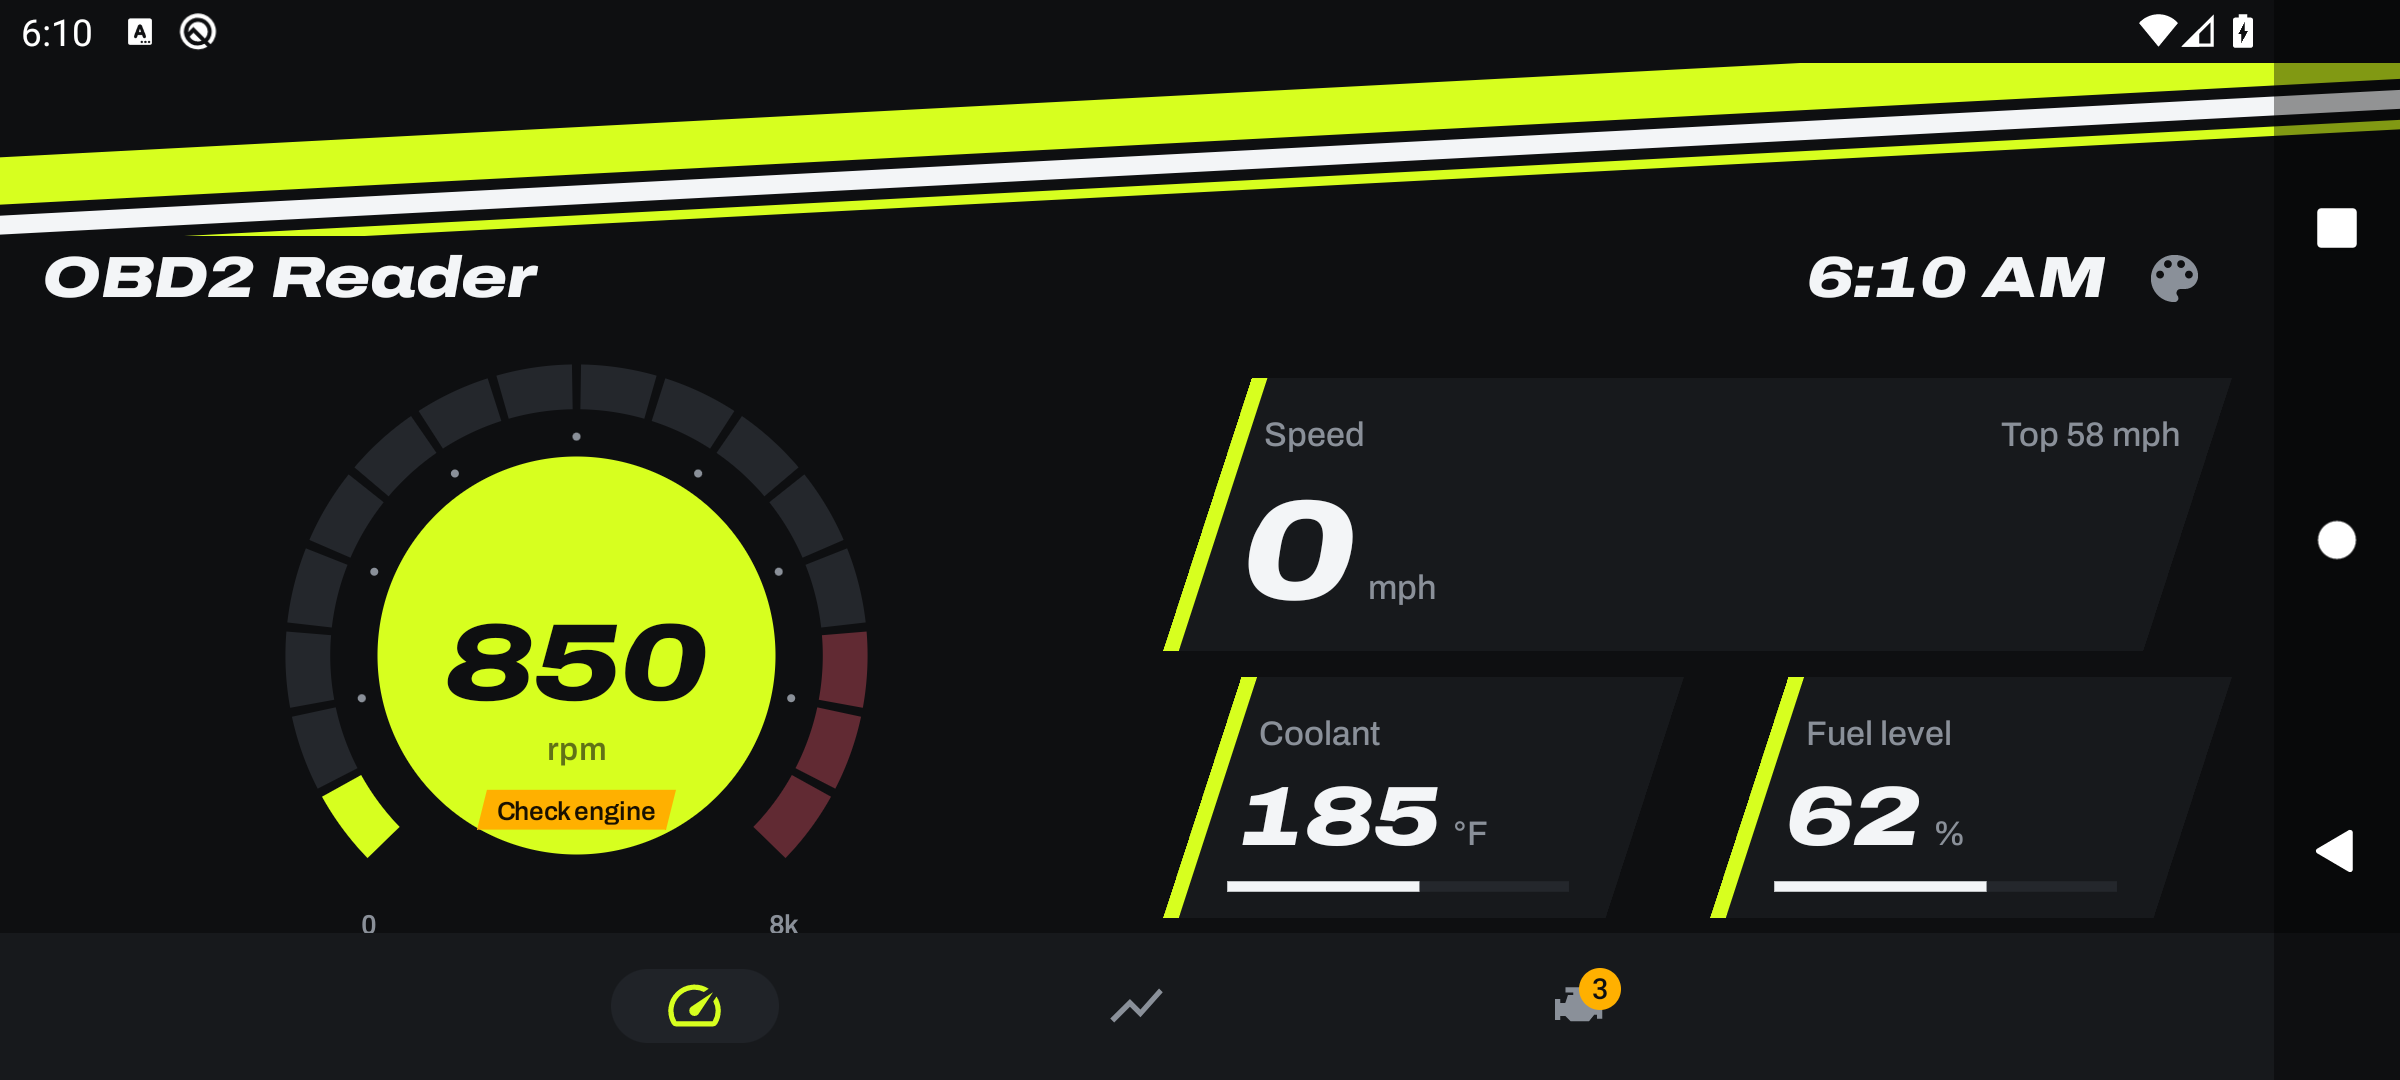 6:10
OBD2 Reader
6:10 AM
Speed
Top 58 mph
0 mph
850
rpm
Check engine
0
8k
Coolant
185 °F
Fuel level
62 %
3